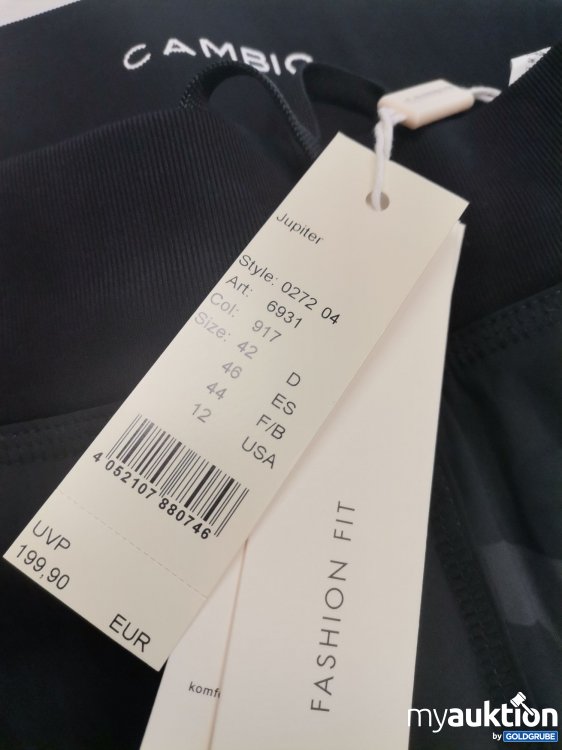 CAMBIO
CAMBIO
Jupiter
Style: 0272 04
Art: 6931
Col: 917
Size: 42 D
46 ES
44 F/B
12 USA
4 052107 880746
UVP
199,90 EUR
FASHION FIT
myauktion
by GOLDGRUBE